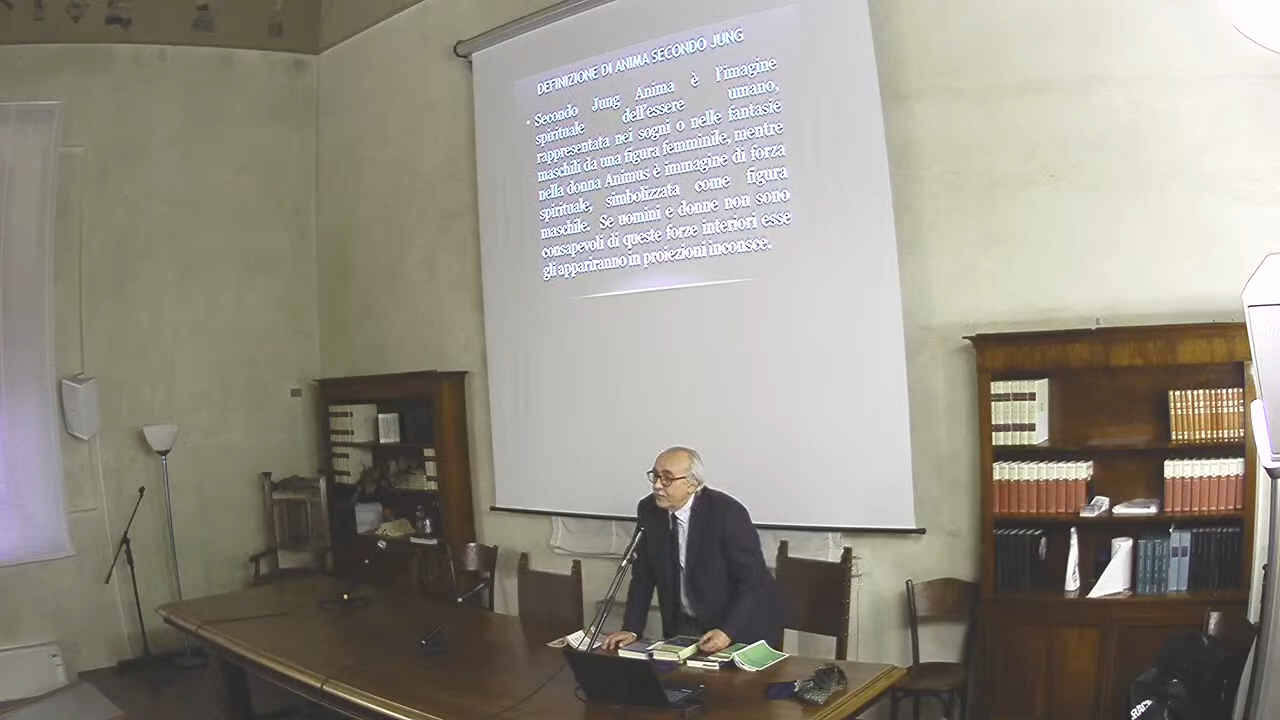 DEFINIZIONE DI ANIMA SECONDO JUNG
• Secondo Jung Anima è l'imagine
spirituale dell'essere umano,
rappresentata nei sogni o nelle fantasie
maschili da una figura femminile, mentre
nella donna Animus è immagine di forza
spirituale, simbolizzata come figura
maschile. Se uomini e donne non sono
consapevoli di queste forze interiori esse
gli appariranno in proiezioni inconsce.